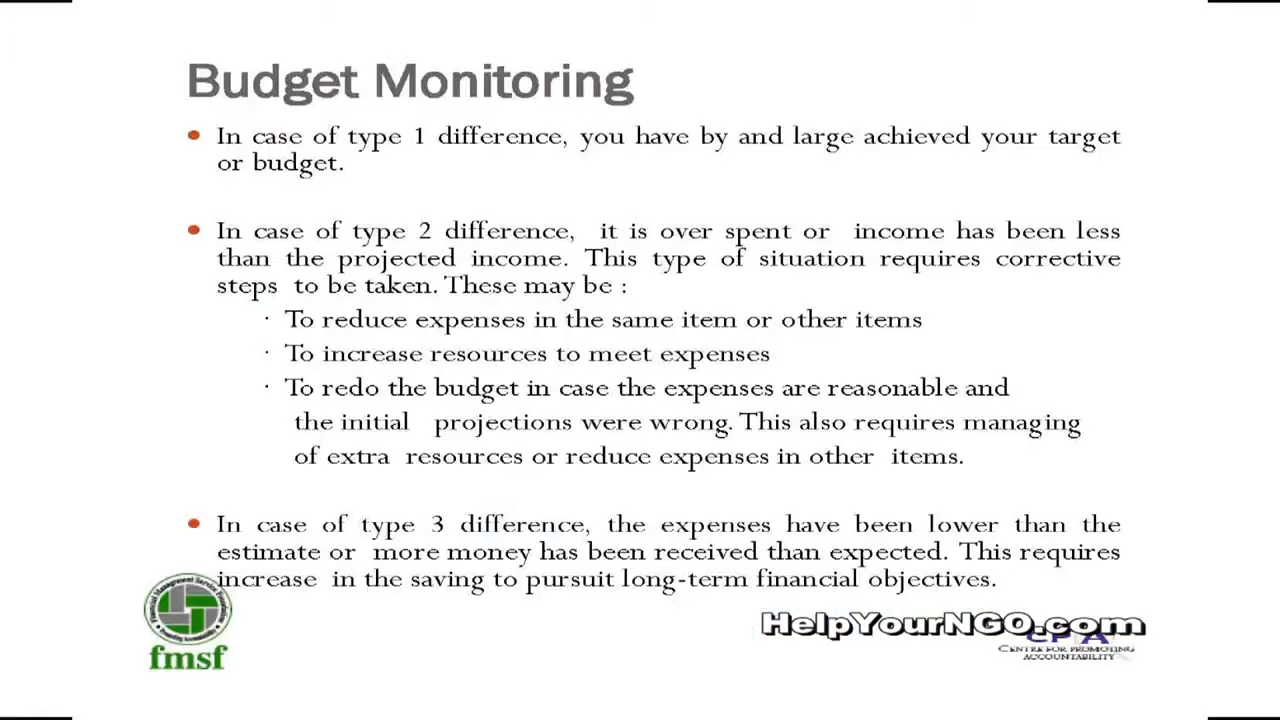 Budget Monitoring
• In case of type 1 difference, you have by and large achieved your target
or budget.
• In case of type 2 difference, it is over spent or income has been less
than the projected income. This type of situation requires corrective
steps to be taken. These may be :
· To reduce expenses in the same item or other items
· To increase resources to meet expenses
· To redo the budget in case the expenses are reasonable and
the initial projections were wrong. This also requires managing
of extra resources or reduce expenses in other items.
• In case of type 3 difference, the expenses have been lower than the
estimate or more money has been received than expected. This requires
increase in the saving to pursuit long-term financial objectives.
fmsf
HelpYourNGO.com
CENTRE FOR PROMOTING
ACCOUNTABILITY